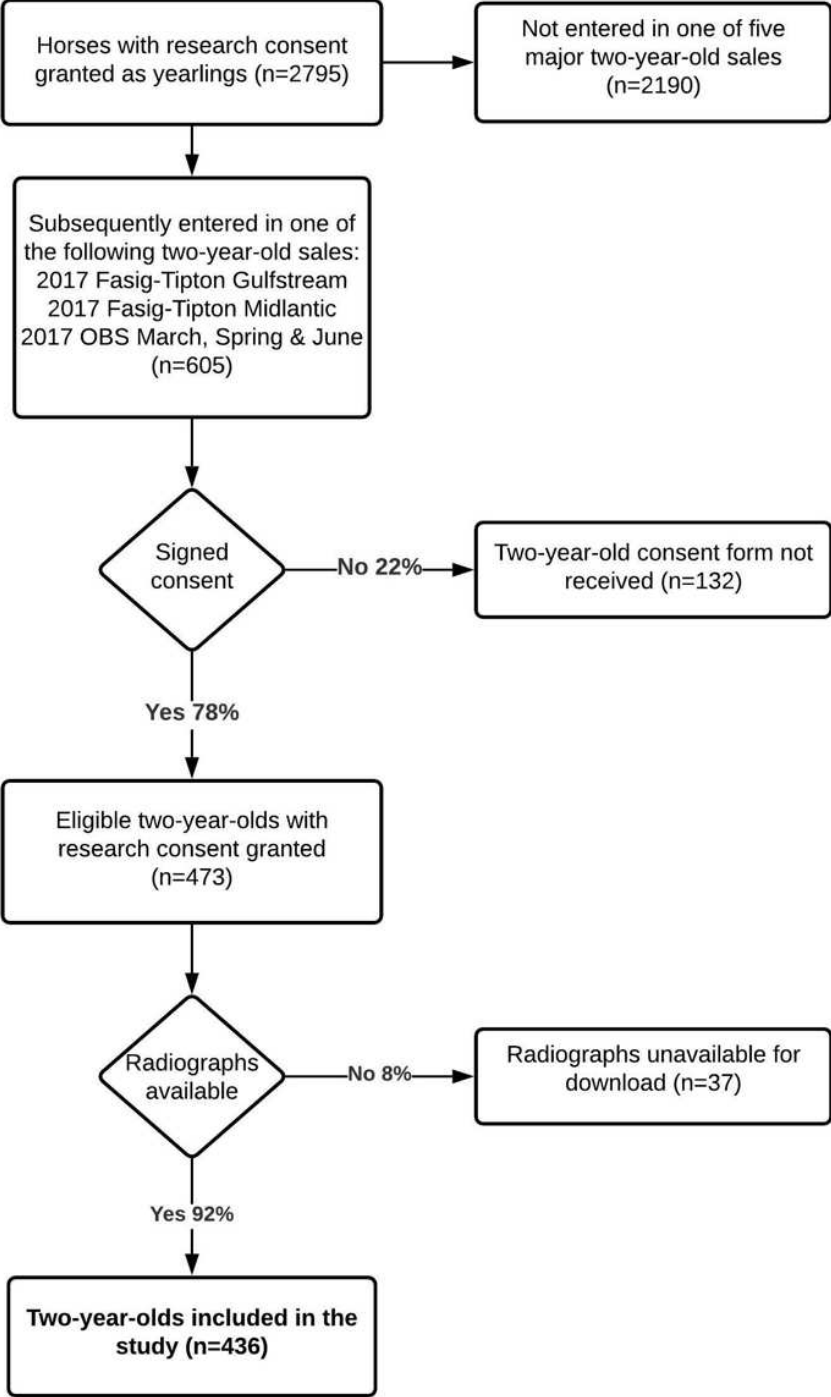 Horses with research consent
granted as yearlings (n=2795)
Not entered in one of five
major two-year-old sales
(n=2190)
Subsequently entered in one of
the following two-year-old sales:
2017 Fasig-Tipton Gulfstream
2017 Fasig-Tipton Midlantic
2017 OBS March, Spring & June
(n=605)
Signed
consent
No 22%
Two-year-old consent form not
received (n=132)
Yes 78%
Eligible two-year-olds with
research consent granted
(n=473)
Radiographs
available
No 8%
Radiographs unavailable for
download (n=37)
Yes 92%
Two-year-olds included in the
study (n=436)